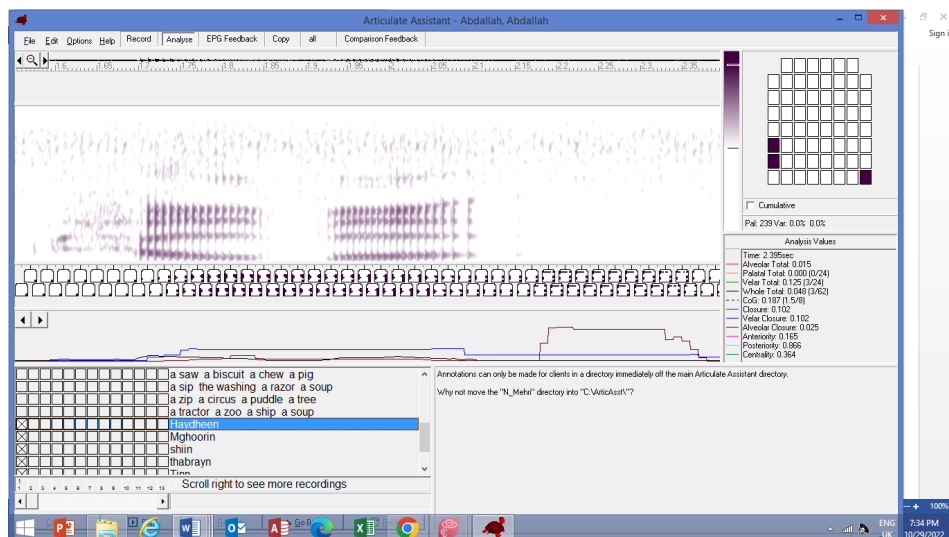 Articulate Assistant - Abdallah, Abdallah
Sign i
File Edit Options Help Record Analyse EPG Feedback Copy all Comparison Feedback
1.6 1.65 1.7 1.75 1.8 1.85 1.9 1.95 2 2.05 2.1 2.15 2.2 2.25 2.3 2.35
Cumulative
Pal: 239 Var: 0.0% 0.0%
Analysis Values
Time: 2.395sec
Alveolar Total: 0.015
Palatal Total: 0.000 (0/24)
Velar Total: 0.125 (3/24)
Whole Total: 0.048 (3/62)
CoG: 0.187 (1.5/8)
Closure: 0.102
Velar Closure: 0.102
Alveolar Closure: 0.025
Anteriority: 0.165
Posteriority: 0.866
Centrality: 0.364
a saw a biscuit a chew a pig
a sip the washing a razor a soup
a zip a circus a puddle a tree
a tractor a zoo a ship a soup
Haydheen
Mghoorin
shiin
thabrayn
Tinn
1
1 2 3 4 5 6 7 8 9 10 11 12 13
Scroll right to see more recordings
Annotations can only be made for clients in a directory immediately off the main Articulate Assistant directory.
Why not move the "N_Mehri" directory into "C:\ArticAsst\"?
100%
Go B
ENG
UK
7:34 PM
10/29/2022